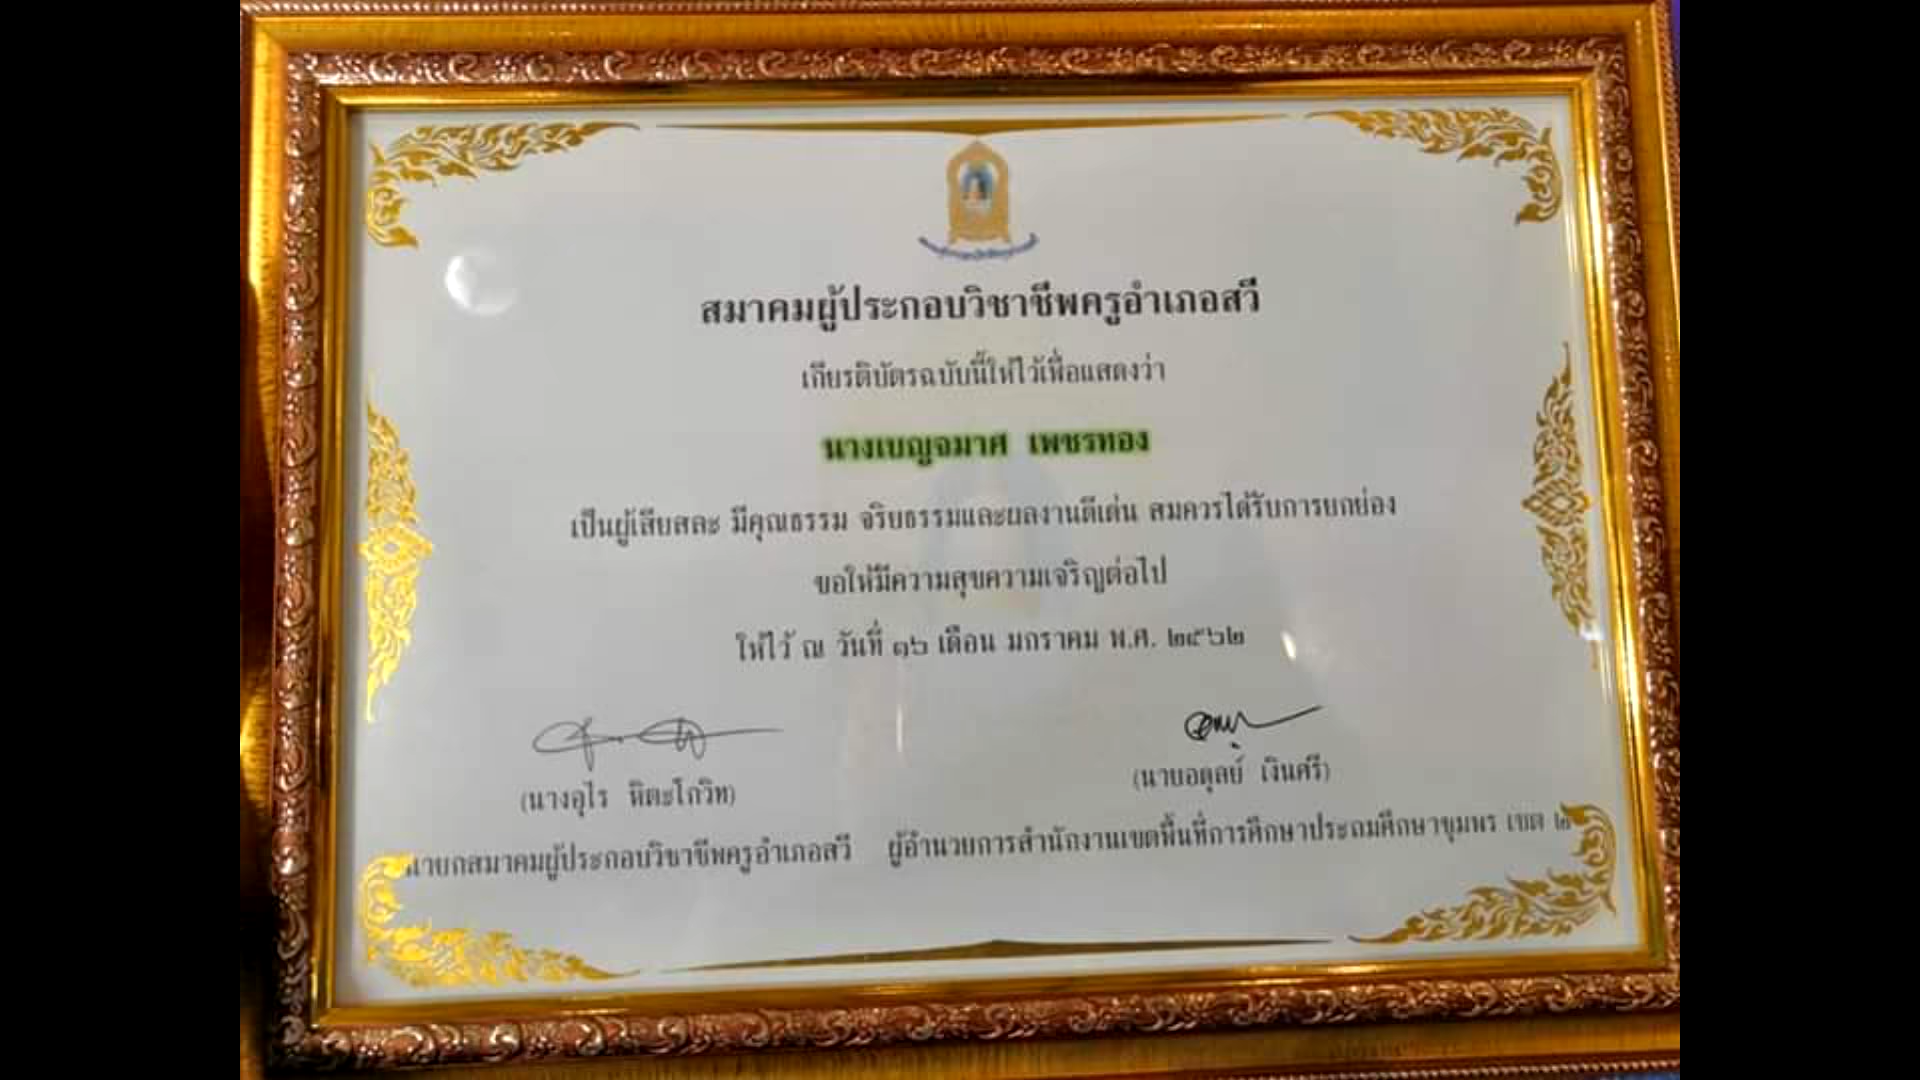 สมาคมผู้ประกอบวิชาชีพครูอำเภอสวี
เกียรติบัตรฉบับนี้ให้ไว้เพื่อแสดงว่า
นางเบญจมาศ เพชรทอง
เป็นผู้เสียสละ มีคุณธรรม จริยธรรมและผลงานดีเด่น สมควรได้รับการยกย่อง
ขอให้มีความสุขความเจริญต่อไป
ให้ไว้ ณ วันที่ ๑๖ เดือน มกราคม พ.ศ. ๒๕๖๒
(นางอุไร หิตะโกวิท)
(นายอดุลย์ เงินศรี)
นายกสมาคมผู้ประกอบวิชาชีพครูอำเภอสวี
ผู้อำนวยการสำนักงานเขตพื้นที่การศึกษาประถมศึกษาชุมพร เขต ๒